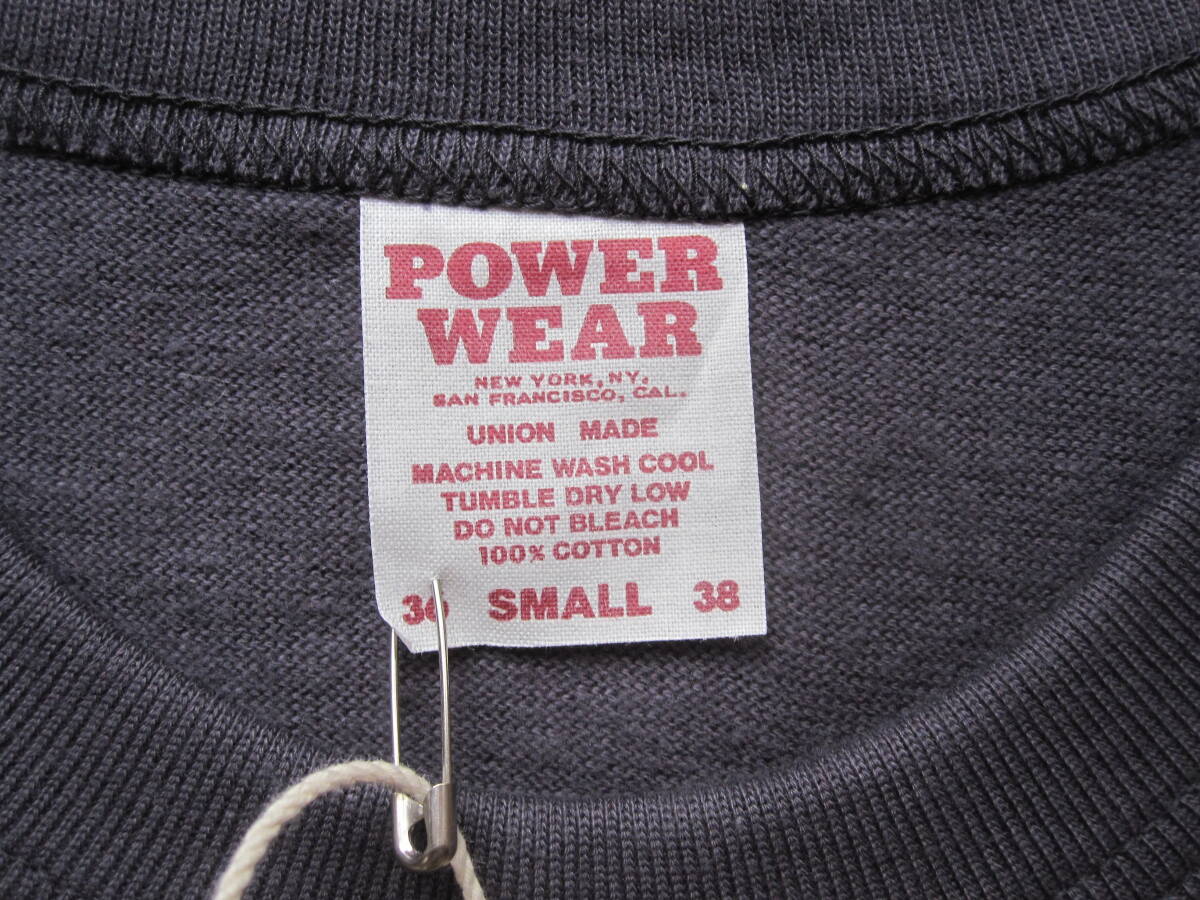 POWER
WEAR
NEW YORK, NY.
SAN FRANCISCO, CAL.
UNION MADE
MACHINE WASH COOL
TUMBLE DRY LOW
DO NOT BLEACH
100% COTTON
36 SMALL 38